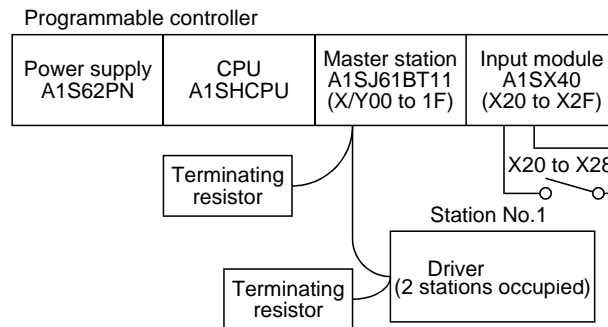 Programmable controller
Power supply
A1S62PN
CPU
A1SHCPU
Master station
A1SJ61BT11
(X/Y00 to 1F)
Input module
A1SX40
(X20 to X2F)
X20 to X28
Terminating
resistor
Station No.1
Driver
(2 stations occupied)
Terminating
resistor